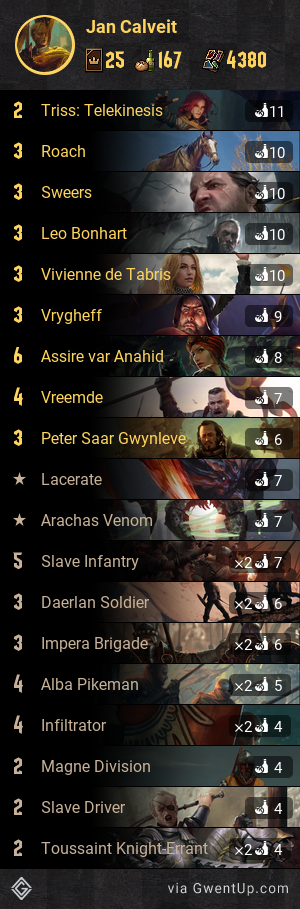 Jan Calveit
25 167 4380
2 Triss: Telekinesis 11
3 Roach 10
3 Sweers 10
3 Leo Bonhart 10
3 Vivienne de Tabris 10
3 Vrygheff 9
6 Assire var Anahid 8
4 Vreemde 7
3 Peter Saar Gwynleve 6
★ Lacerate 7
★ Arachas Venom 7
5 Slave Infantry ×2 7
3 Daerlan Soldier ×2 6
3 Impera Brigade ×2 6
4 Alba Pikeman ×2 5
4 Infiltrator ×2 4
2 Magne Division 4
2 Slave Driver 4
2 Toussaint Knight-Errant ×2 4
via GwentUp.com